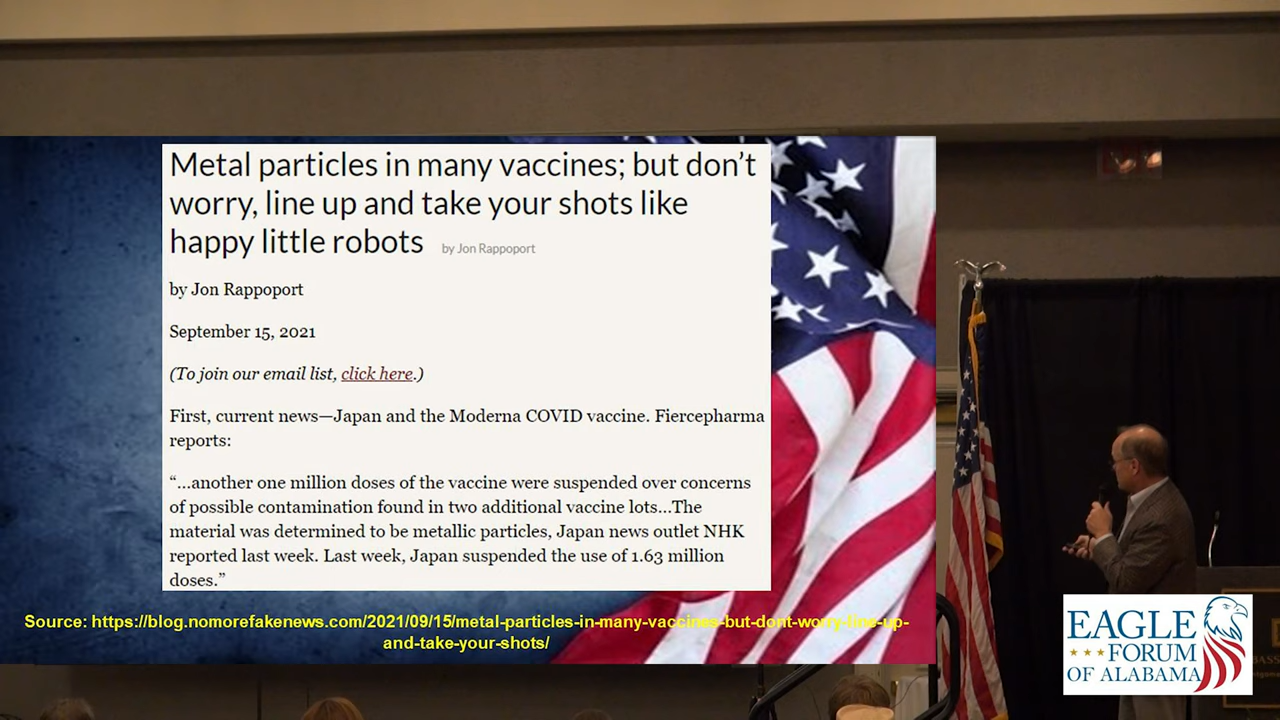 Metal particles in many vaccines; but don’t
worry, line up and take your shots like
happy little robots by Jon Rappoport
by Jon Rappoport
September 15, 2021
(To join our email list, click here.)
First, current news—Japan and the Moderna COVID vaccine. Fiercepharma
reports:
“…another one million doses of the vaccine were suspended over concerns
of possible contamination found in two additional vaccine lots…The
material was determined to be metallic particles, Japan news outlet NHK
reported last week. Last week, Japan suspended the use of 1.63 million
doses.”
Source: https://blog.nomorefakenews.com/2021/09/15/metal-particles-in-many-vaccines-but-dont-worry-line-up-
and-take-your-shots/
EAGLE
FORUM
OF ALABAMA